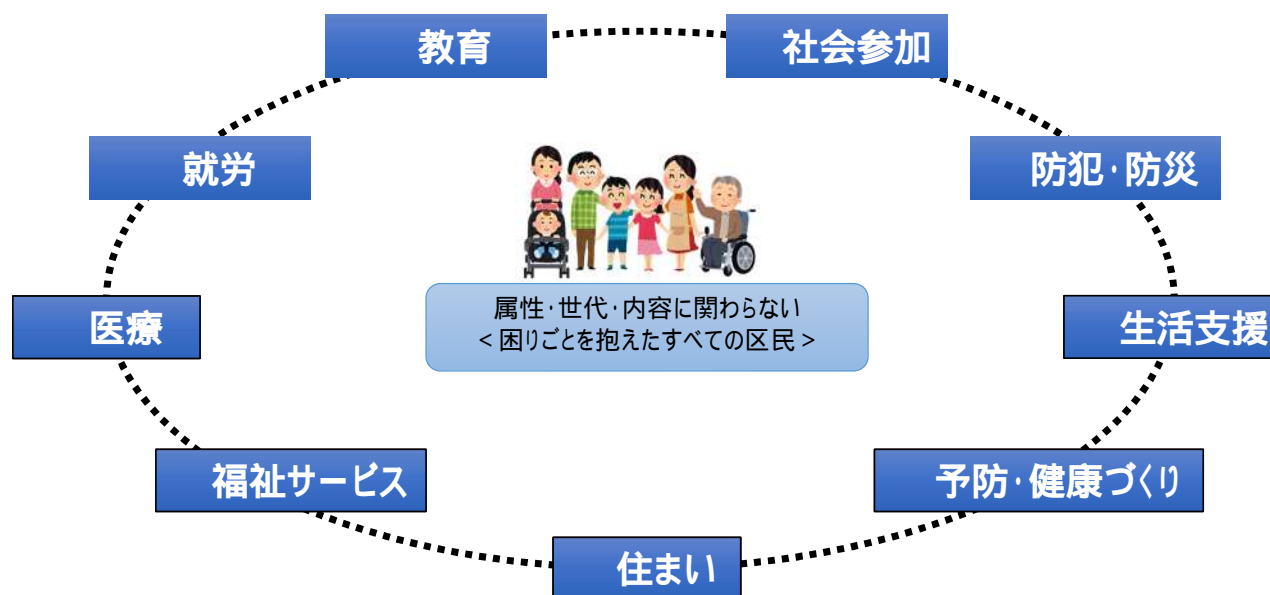 教育
社会参加
就労
防犯・防災
属性・世代・内容に関わらない
<困りごとを抱えたすべての区民>
医療
生活支援
福祉サービス
予防・健康づくり
住まい